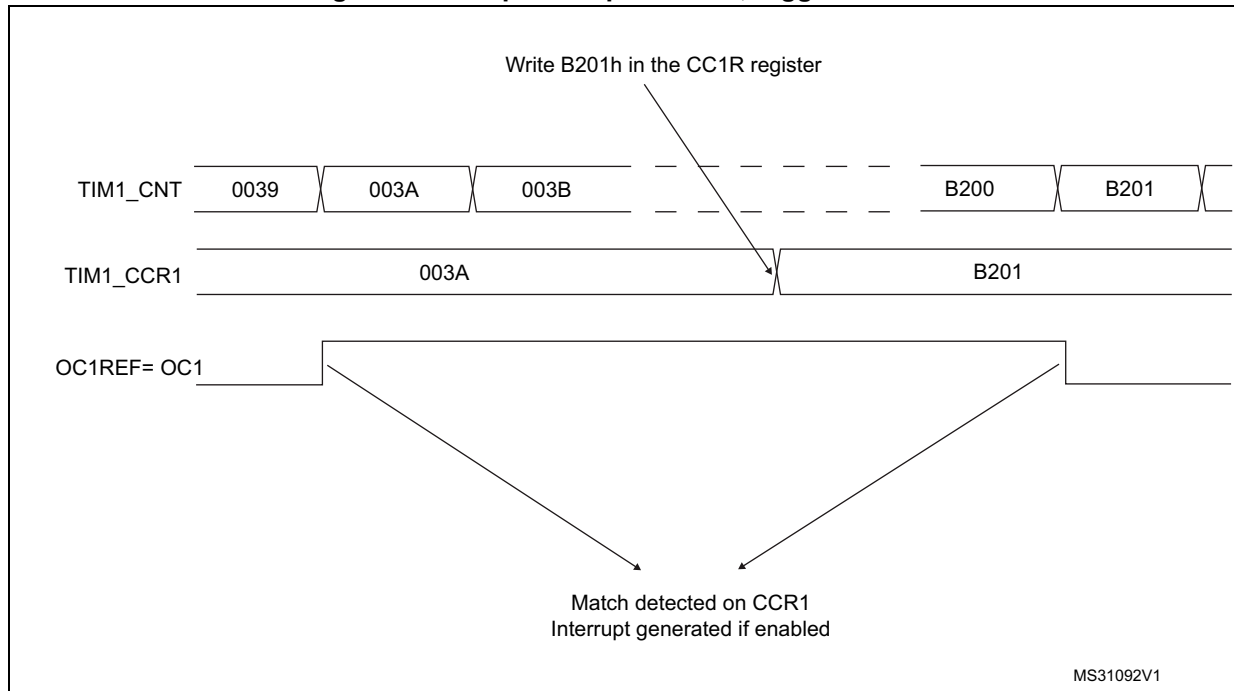 Write B201h in the CC1R register
TIM1_CNT 0039 003A 003B B200 B201
TIM1_CCR1 003A B201
OC1REF= OC1
Match detected on CCR1
Interrupt generated if enabled
MS31092V1